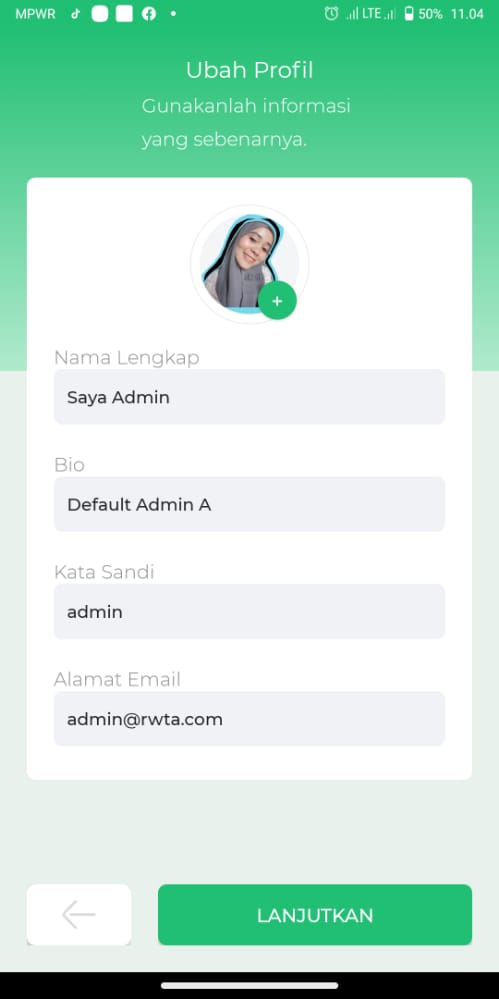 MPWR LTE 50% 11.04
Ubah Profil
Gunakanlah informasi
yang sebenarnya.
+
Nama Lengkap
Saya Admin
Bio
Default Admin A
Kata Sandi
admin
Alamat Email
admin@rwta.com
LANJUTKAN